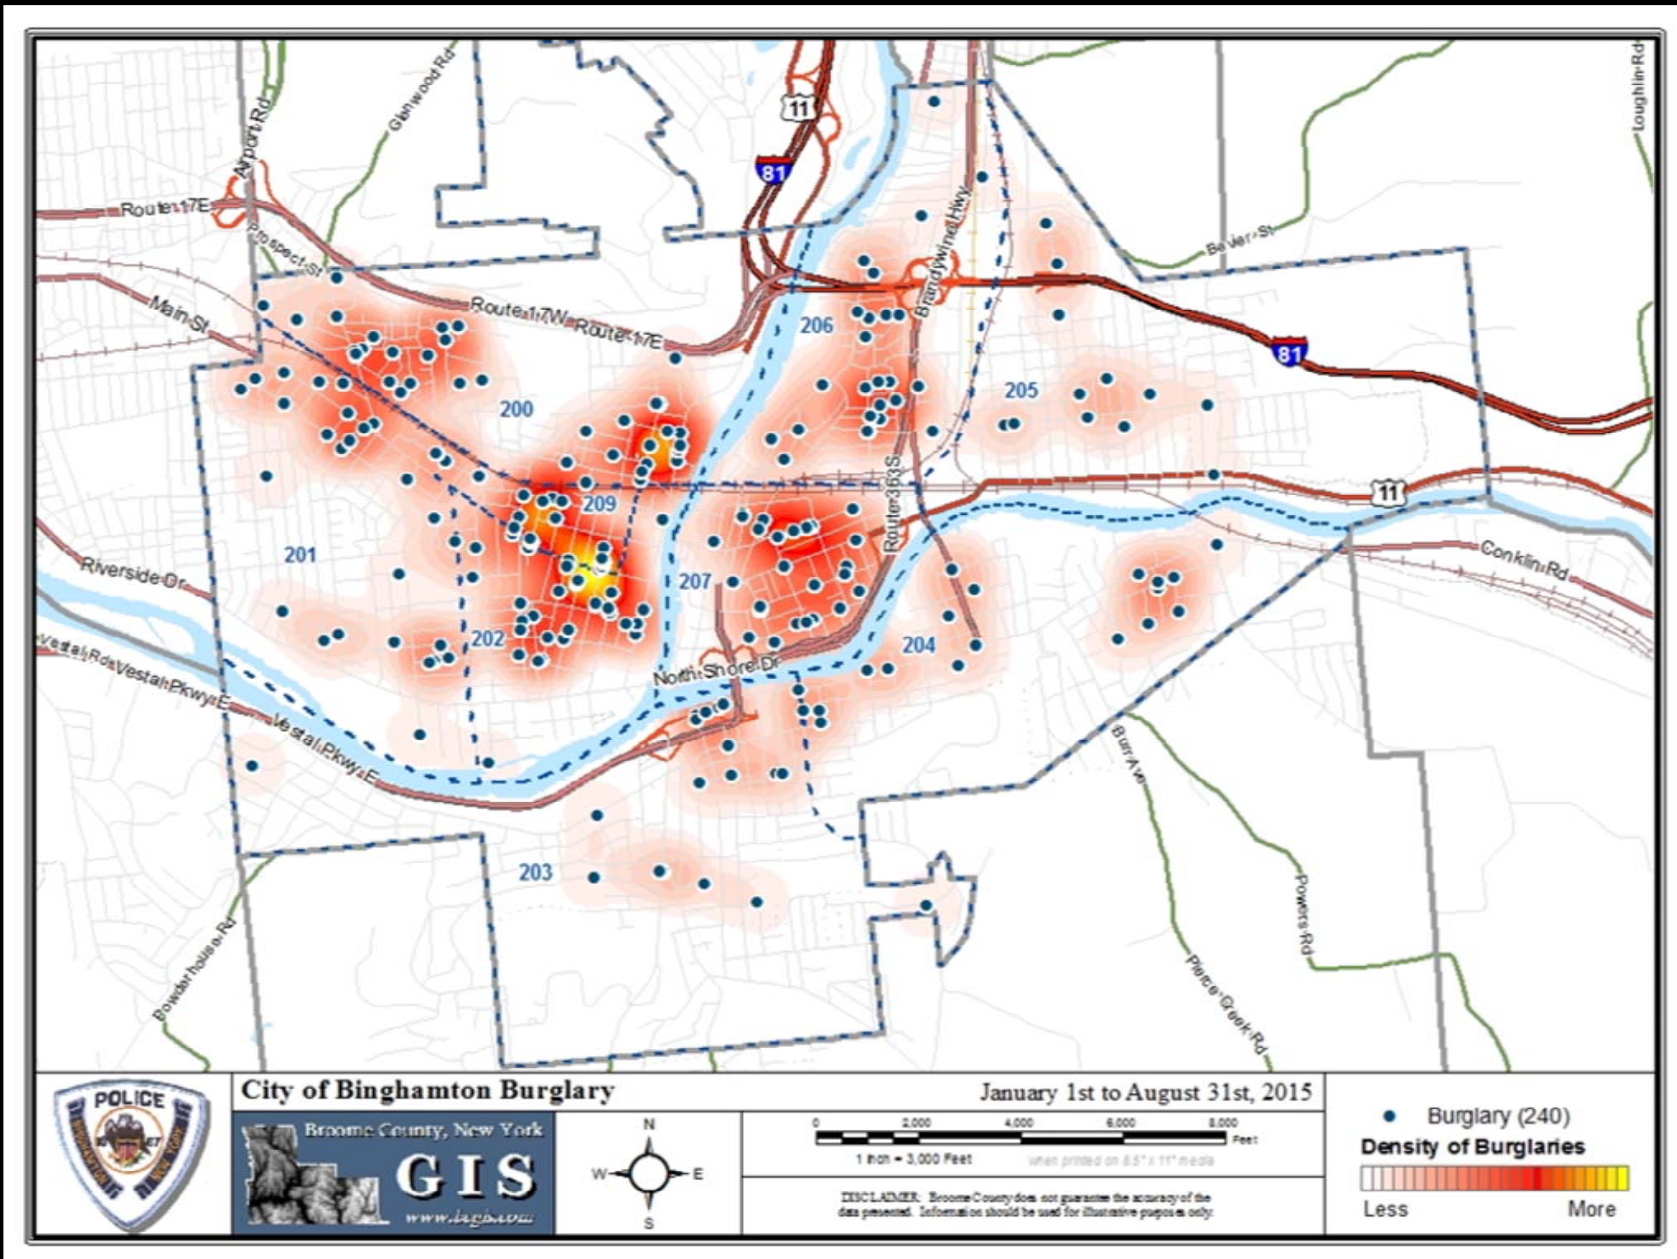 11
81
Airport Rd
Glenwood Rd
Loughlin Rd
Route 17E
Prospect St
Main St
Route 17W
Route 17E
Brandywine Hwy
Bevier St
206
81
205
200
209
Route 363S
11
201
207
Riverside Dr
Conklin Rd
202
204
Vestal Rd
Vestal Pkwy E
North Shore Dr
Vestal Pkwy E
Burr Ave
203
Powers Rd
Powderhouse Rd
Pierce Creek Rd
POLICE
BINGHAMTON
NEW YORK
City of Binghamton Burglary
January 1st to August 31st, 2015
Broome County, New York
GIS
www.bcgis.com
N
W
E
S
0 2,000 4,000 6,000 8,000
Feet
1 inch = 3,000 Feet
when printed on 8.5" x 11" media
DISCLAIMER: Broome County does not guarantee the accuracy of the
data presented. Information should be used for illustrative purposes only.
Burglary (240)
Density of Burglaries
Less
More